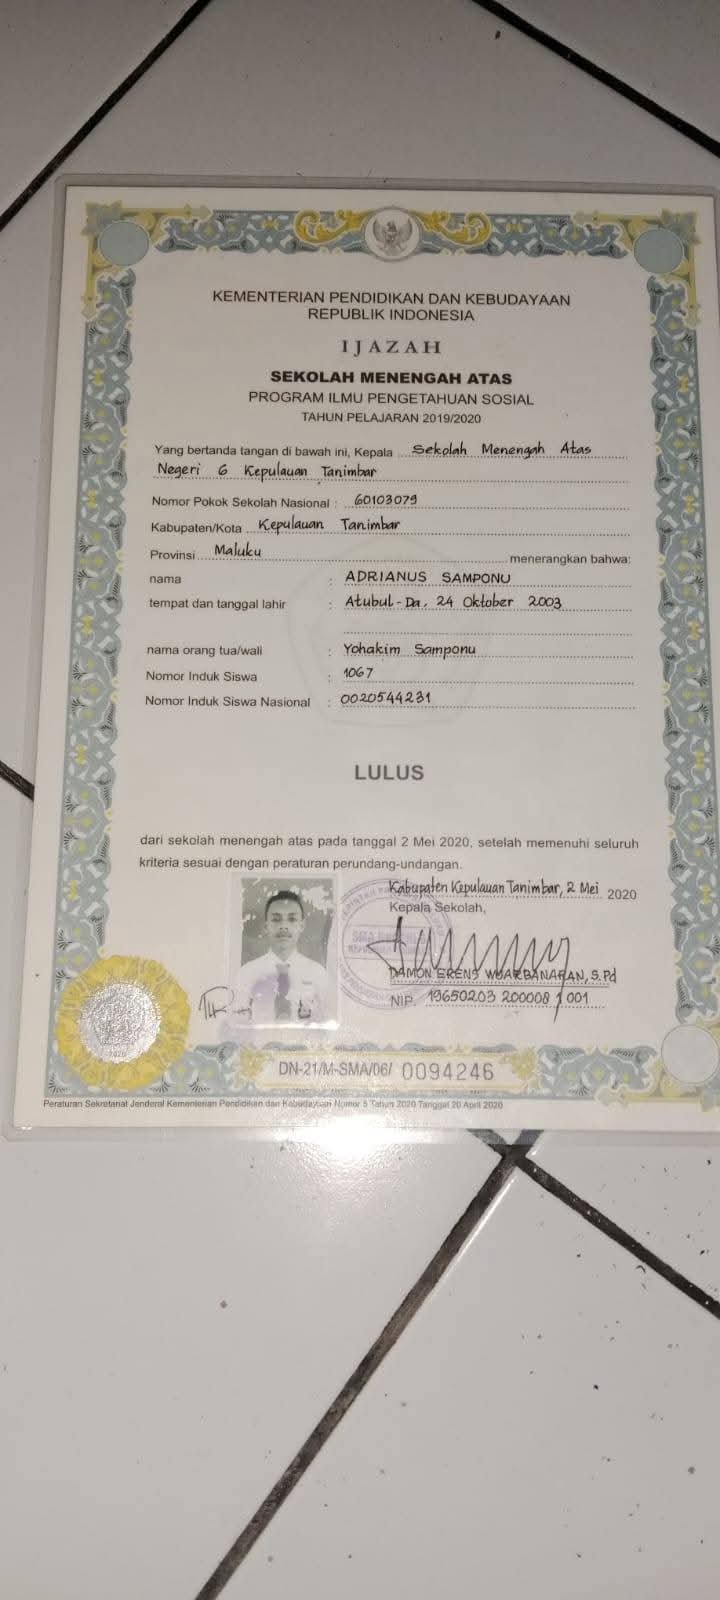 KEMENTERIAN PENDIDIKAN DAN KEBUDAYAAN
REPUBLIK INDONESIA
IJAZAH
SEKOLAH MENENGAH ATAS
PROGRAM ILMU PENGETAHUAN SOSIAL
TAHUN PELAJARAN 2019/2020
Yang bertanda tangan di bawah ini, Kepala Sekolah Menengah Atas
Negeri 6 Kepulauan Tanimbar
Nomor Pokok Sekolah Nasional : 60103079
Kabupaten/Kota Kepulauan Tanimbar
Provinsi Maluku menerangkan bahwa:
nama : ADRIANUS SAMPONU
tempat dan tanggal lahir : Atubul-Da, 24 Oktober 2003
nama orang tua/wali : Yohakim Samponu
Nomor Induk Siswa : 1067
Nomor Induk Siswa Nasional : 0020544231
LULUS
dari sekolah menengah atas pada tanggal 2 Mei 2020, setelah memenuhi seluruh
kriteria sesuai dengan peraturan perundang-undangan.
Kabupaten Kepulauan Tanimbar, 2 Mei 2020
Kepala Sekolah,
DAMON ERENS WUARBANARAN, S.Pd
NIP. 19650203 200008 1 001
2020
DN-21/M-SMA/06/ 0094246
Peraturan Sekretariat Jenderal Kementerian Pendidikan dan Kebudayaan Nomor 5 Tahun 2020 Tanggal 20 April 2020